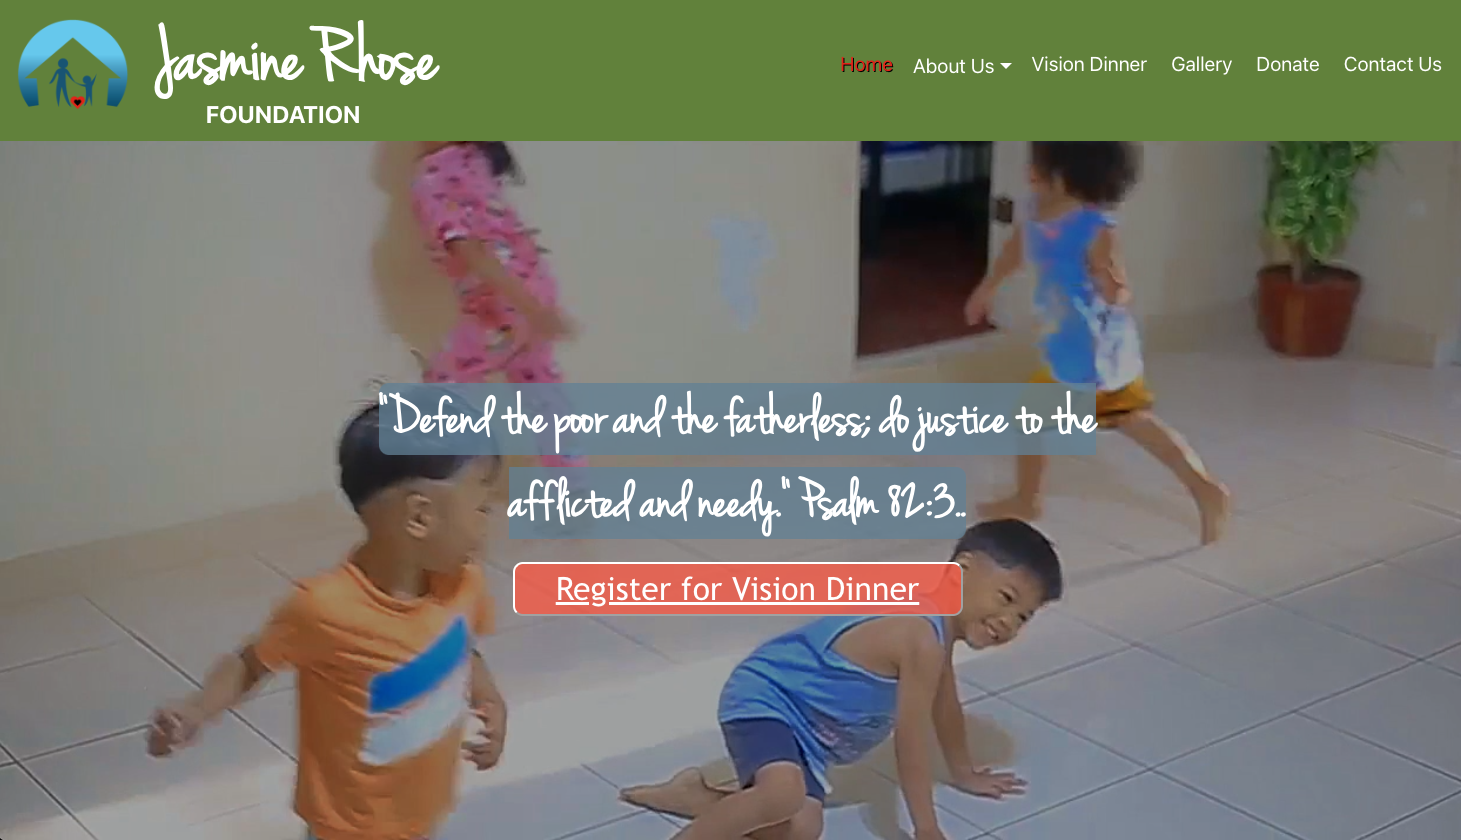 Jasmine Rhose
FOUNDATION
Home About Us Vision Dinner Gallery Donate Contact Us
"Defend the poor and the fatherless; do justice to the
afflicted and needy." Psalm 82:3..
Register for Vision Dinner